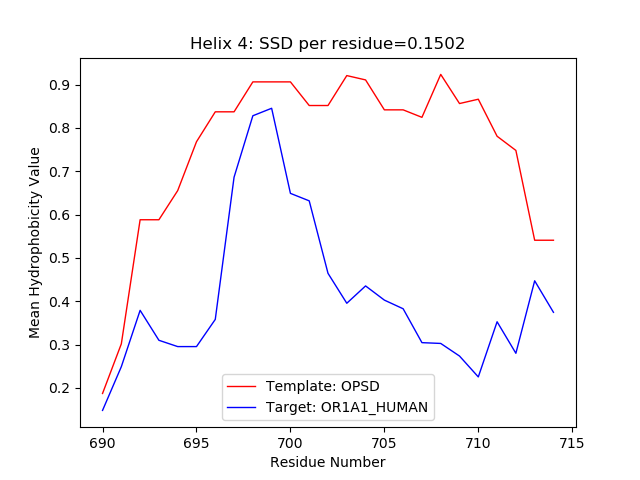 Helix 4: SSD per residue=0.1502
Mean Hydrophobicity Value
0.9
0.8
0.7
0.6
0.5
0.4
0.3
0.2
Template: OPSD
Target: OR1A1_HUMAN
690 695 700 705 710 715
Residue Number